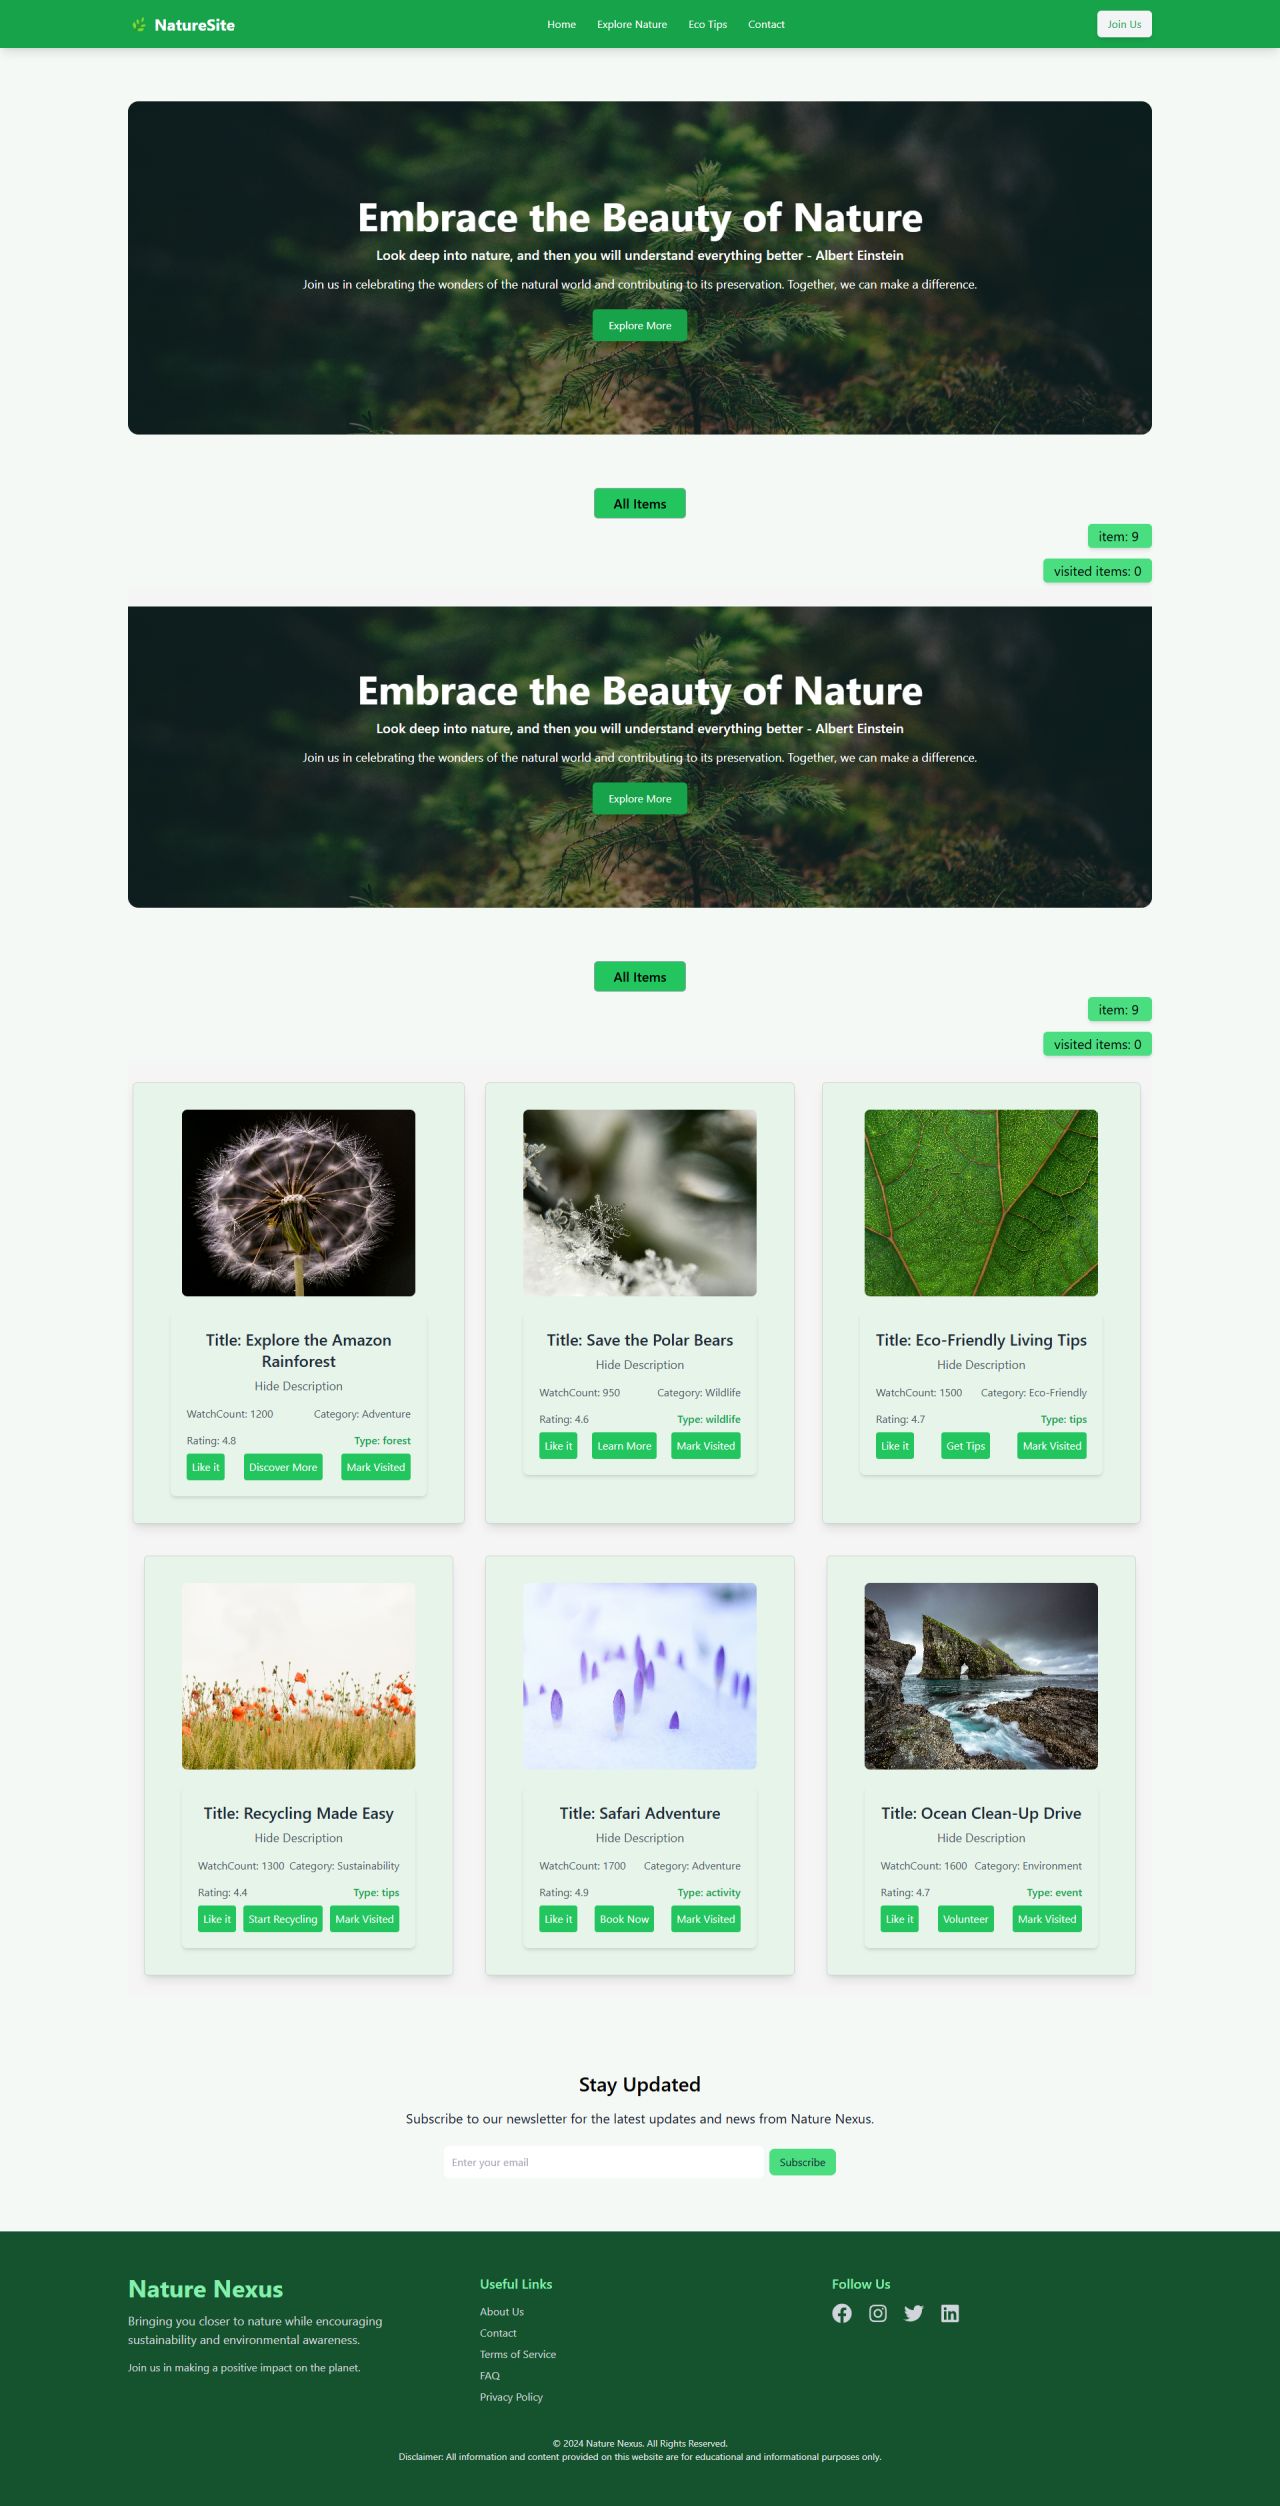 NatureSite
Home Explore Nature Eco Tips Contact
Join Us
Embrace the Beauty of Nature
Look deep into nature, and then you will understand everything better - Albert Einstein
Join us in celebrating the wonders of the natural world and contributing to its preservation. Together, we can make a difference.
Explore More
All Items
item: 9
visited items: 0
Embrace the Beauty of Nature
Look deep into nature, and then you will understand everything better - Albert Einstein
Join us in celebrating the wonders of the natural world and contributing to its preservation. Together, we can make a difference.
Explore More
All Items
item: 9
visited items: 0
Title: Explore the Amazon
Rainforest
Hide Description
WatchCount: 1200 Category: Adventure
Rating: 4.8 Type: forest
Like it Discover More Mark Visited
Title: Save the Polar Bears
Hide Description
WatchCount: 950 Category: Wildlife
Rating: 4.6 Type: wildlife
Like it Learn More Mark Visited
Title: Eco-Friendly Living Tips
Hide Description
WatchCount: 1500 Category: Eco-Friendly
Rating: 4.7 Type: tips
Like it Get Tips Mark Visited
Title: Recycling Made Easy
Hide Description
WatchCount: 1300 Category: Sustainability
Rating: 4.4 Type: tips
Like it Start Recycling Mark Visited
Title: Safari Adventure
Hide Description
WatchCount: 1700 Category: Adventure
Rating: 4.9 Type: activity
Like it Book Now Mark Visited
Title: Ocean Clean-Up Drive
Hide Description
WatchCount: 1600 Category: Environment
Rating: 4.7 Type: event
Like it Volunteer Mark Visited
Stay Updated
Subscribe to our newsletter for the latest updates and news from Nature Nexus.
Enter your email Subscribe
Nature Nexus
Bringing you closer to nature while encouraging
sustainability and environmental awareness.
Join us in making a positive impact on the planet.
Useful Links
About Us
Contact
Terms of Service
FAQ
Privacy Policy
Follow Us
© 2024 Nature Nexus. All Rights Reserved.
Disclaimer: All information and content provided on this website are for educational and informational purposes only.